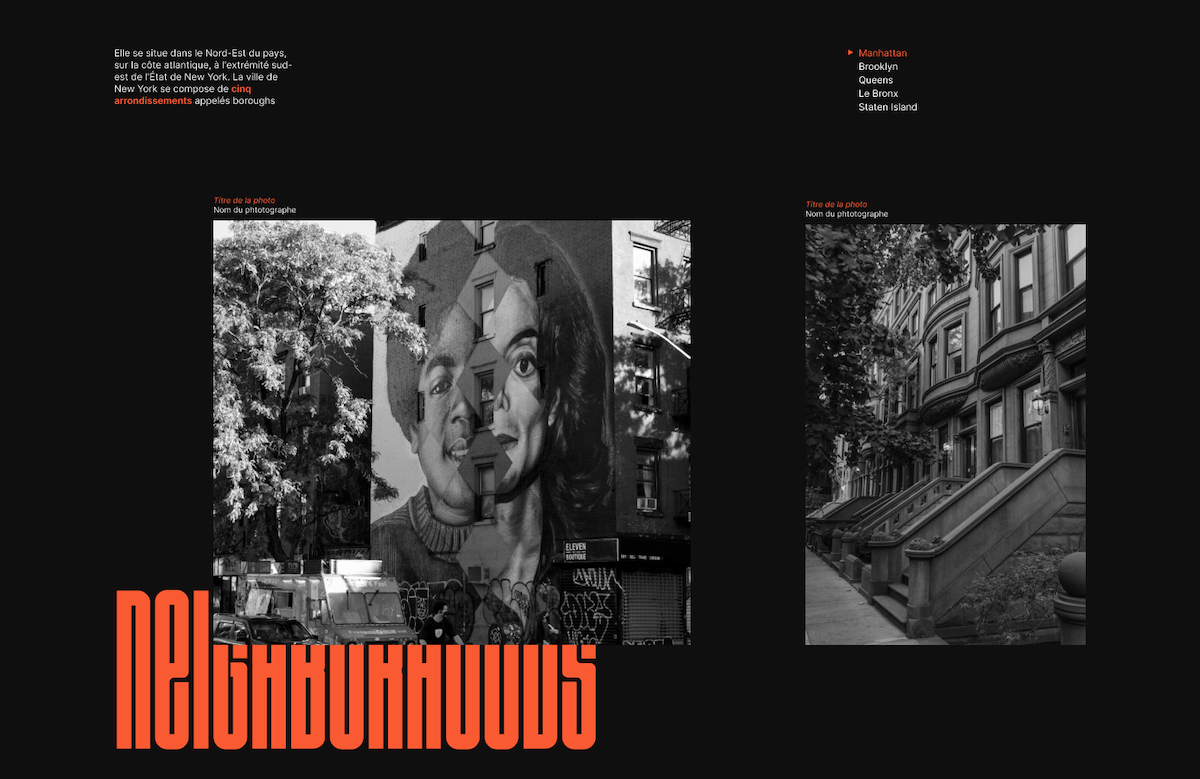 Elle se situe dans le Nord-Est du pays,
sur la côte atlantique, à l'extrémité sud-
est de l'État de New York. La ville de
New York se compose de cinq
arrondissements appelés boroughs
Manhattan
Brooklyn
Queens
Le Bronx
Staten Island
Titre de la photo
Nom du phtotographe
Titre de la photo
Nom du phtotographe
ELEVEN
BOUTIQUE
NEIGHBORHOODS